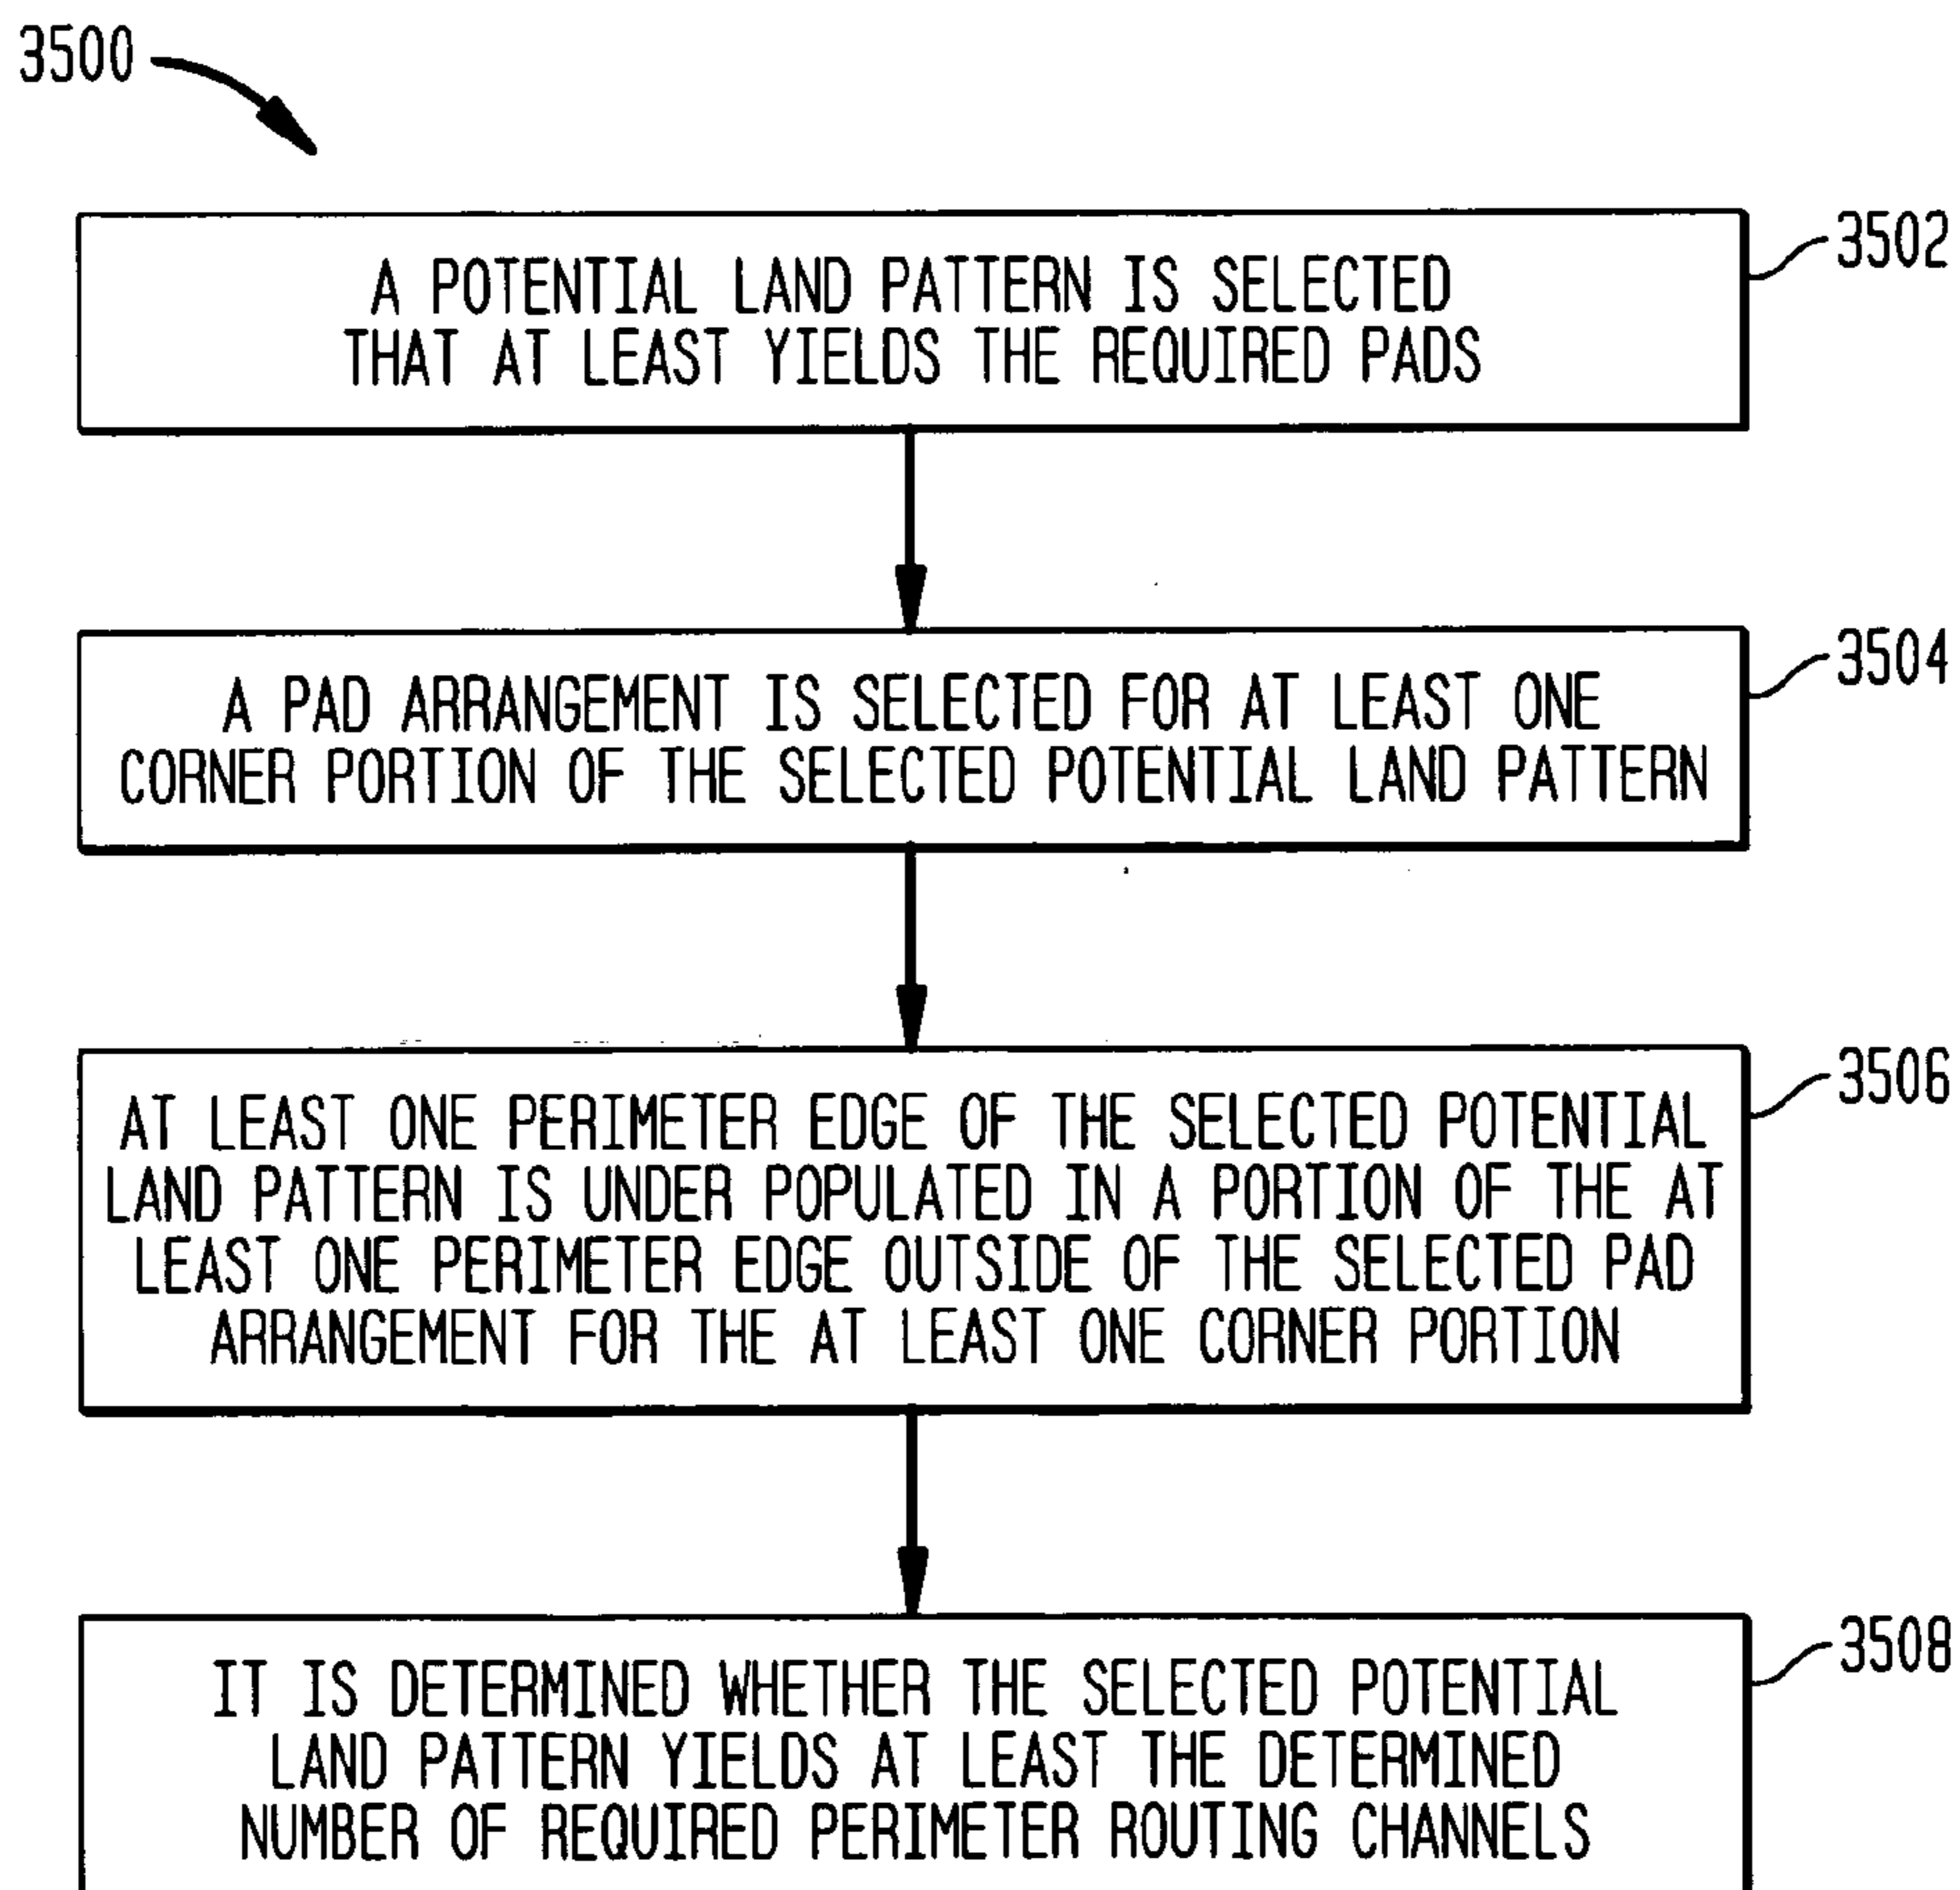 3500
3502
A POTENTIAL LAND PATTERN IS SELECTED
THAT AT LEAST YIELDS THE REQUIRED PADS
3504
A PAD ARRANGEMENT IS SELECTED FOR AT LEAST ONE
CORNER PORTION OF THE SELECTED POTENTIAL LAND PATTERN
3506
AT LEAST ONE PERIMETER EDGE OF THE SELECTED POTENTIAL
LAND PATTERN IS UNDER POPULATED IN A PORTION OF THE AT
LEAST ONE PERIMETER EDGE OUTSIDE OF THE SELECTED PAD
ARRANGEMENT FOR THE AT LEAST ONE CORNER PORTION
3508
IT IS DETERMINED WHETHER THE SELECTED POTENTIAL
LAND PATTERN YIELDS AT LEAST THE DETERMINED
NUMBER OF REQUIRED PERIMETER ROUTING CHANNELS